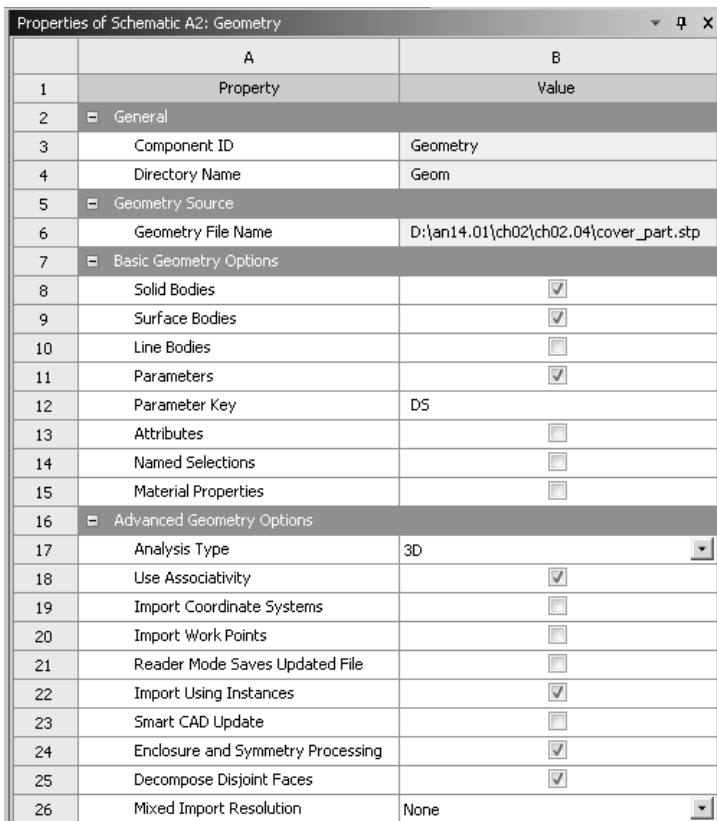 Properties of Schematic A2: Geometry
A B
1 Property Value
2 General
3 Component ID Geometry
4 Directory Name Geom
5 Geometry Source
6 Geometry File Name D:\an14.01\ch02\ch02.04\cover_part.stp
7 Basic Geometry Options
8 Solid Bodies
9 Surface Bodies
10 Line Bodies
11 Parameters
12 Parameter Key DS
13 Attributes
14 Named Selections
15 Material Properties
16 Advanced Geometry Options
17 Analysis Type 3D
18 Use Associativity
19 Import Coordinate Systems
20 Import Work Points
21 Reader Mode Saves Updated File
22 Import Using Instances
23 Smart CAD Update
24 Enclosure and Symmetry Processing
25 Decompose Disjoint Faces
26 Mixed Import Resolution None